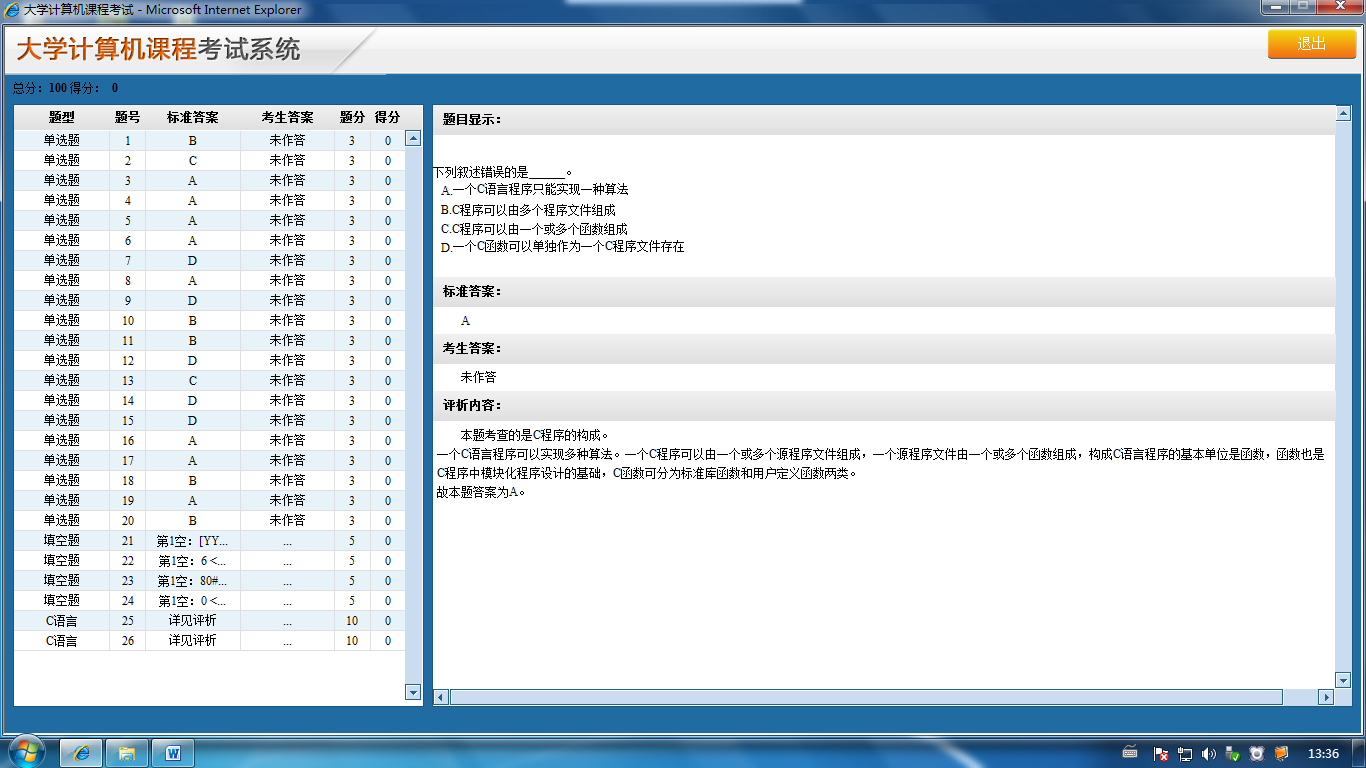 大学计算机课程考试 - Microsoft Internet Explorer
大学计算机课程考试系统
退出
总分：100 得分： 0
题型 题号 标准答案 考生答案 题分 得分
单选题 1 B 未作答 3 0
单选题 2 C 未作答 3 0
单选题 3 A 未作答 3 0
单选题 4 A 未作答 3 0
单选题 5 A 未作答 3 0
单选题 6 A 未作答 3 0
单选题 7 D 未作答 3 0
单选题 8 A 未作答 3 0
单选题 9 D 未作答 3 0
单选题 10 B 未作答 3 0
单选题 11 B 未作答 3 0
单选题 12 D 未作答 3 0
单选题 13 C 未作答 3 0
单选题 14 D 未作答 3 0
单选题 15 D 未作答 3 0
单选题 16 A 未作答 3 0
单选题 17 A 未作答 3 0
单选题 18 B 未作答 3 0
单选题 19 A 未作答 3 0
单选题 20 B 未作答 3 0
填空题 21 第1空：[YY... ... 5 0
填空题 22 第1空：6 <... ... 5 0
填空题 23 第1空：80#... ... 5 0
填空题 24 第1空：0 <... ... 5 0
C语言 25 详见评析 ... 10 0
C语言 26 详见评析 ... 10 0
题目显示：
下列叙述错误的是______。
A.一个C语言程序只能实现一种算法
B.C程序可以由多个程序文件组成
C.C程序可以由一个或多个函数组成
D.一个C函数可以单独作为一个C程序文件存在
标准答案：
A
考生答案：
未作答
评析内容：
本题考查的是C程序的构成。
一个C语言程序可以实现多种算法。一个C程序可以由一个或多个源程序文件组成，一个源程序文件由一个或多个函数组成，构成C语言程序的基本单位是函数，函数也是
C程序中模块化程序设计的基础，C函数可分为标准库函数和用户定义函数两类。
故本题答案为A。
13:36